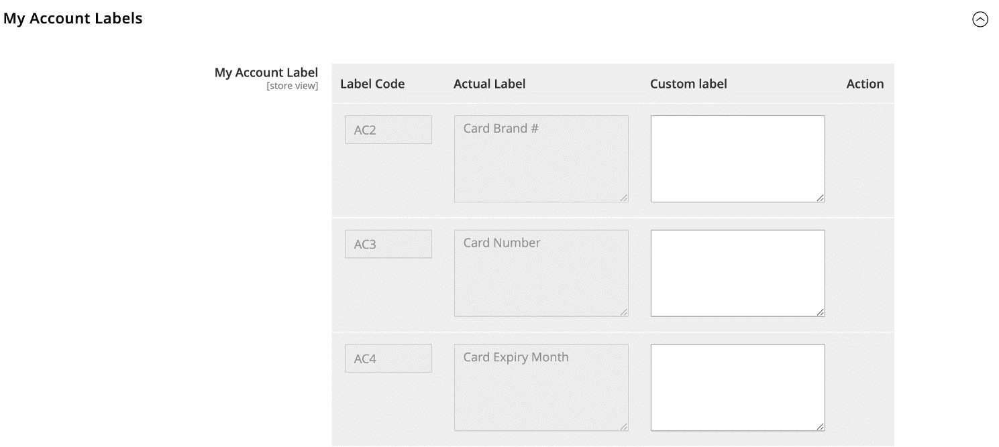 My Account Labels
My Account Label
[store view]
Label Code Actual Label Custom label Action
AC2 Card Brand #
AC3 Card Number
AC4 Card Expiry Month